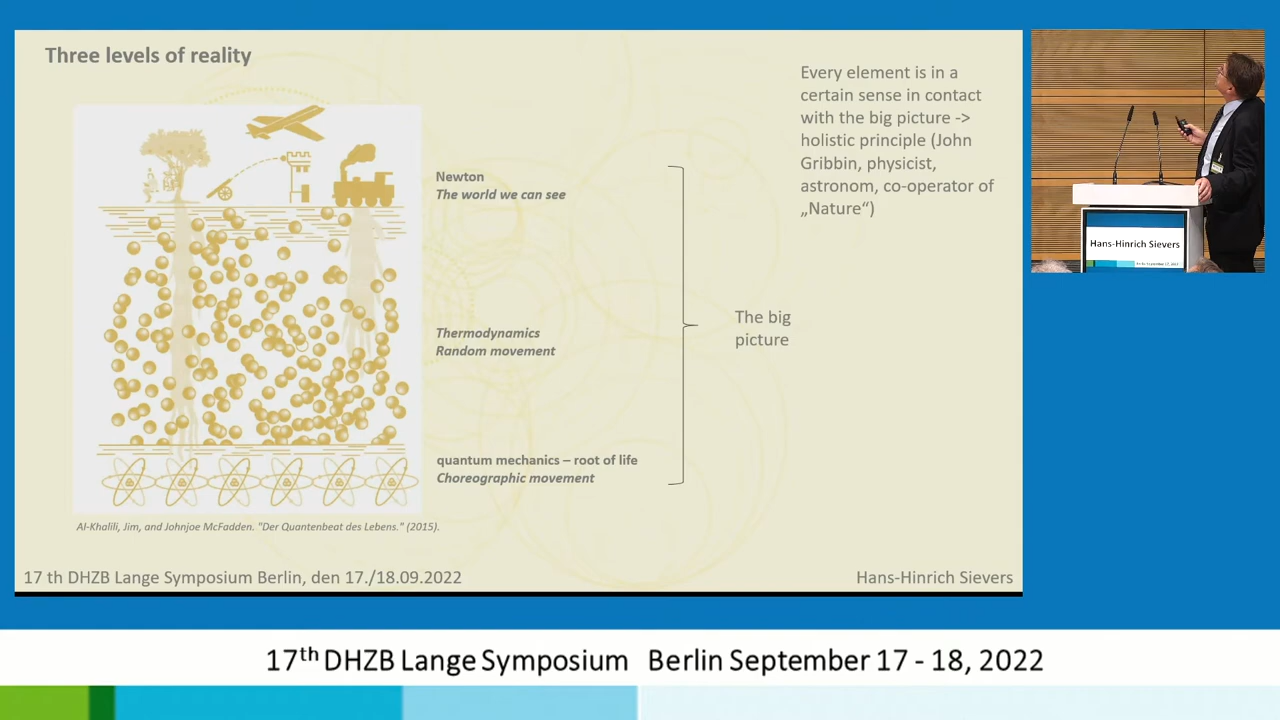 Three levels of reality
Every element is in a
certain sense in contact
with the big picture ->
holistic principle (John
Gribbin, physicist,
astronom, co-operator of
„Nature“)
Newton
The world we can see
Thermodynamics
Random movement
The big
picture
quantum mechanics – root of life
Choreographic movement
Al-Khalili, Jim, and Johnjoe McFadden. "Der Quantenbeat des Lebens." (2015).
17 th DHZB Lange Symposium Berlin, den 17./18.09.2022
Hans-Hinrich Sievers
Hans-Hinrich Sievers
17th DHZB Lange Symposium Berlin September 17 - 18, 2022